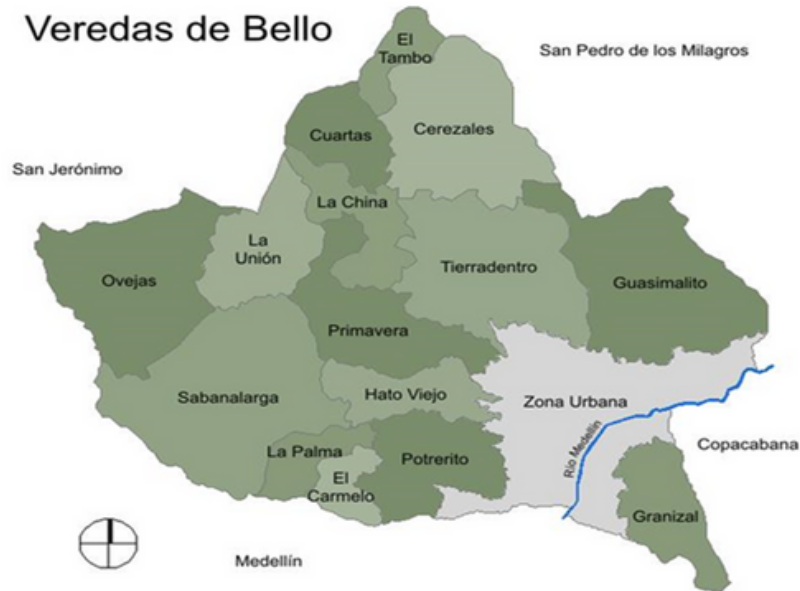 Veredas de Bello
El
Tambo
San Pedro de los Milagros
Cuartas
Cerezales
San Jerónimo
La China
La
Unión
Tierradentro
Ovejas
Guasimalito
Primavera
Sabanalarga
Hato Viejo
Zona Urbana
Río Medellín
Copacabana
La Palma
Potrerito
El
Carmelo
Granizal
Medellín